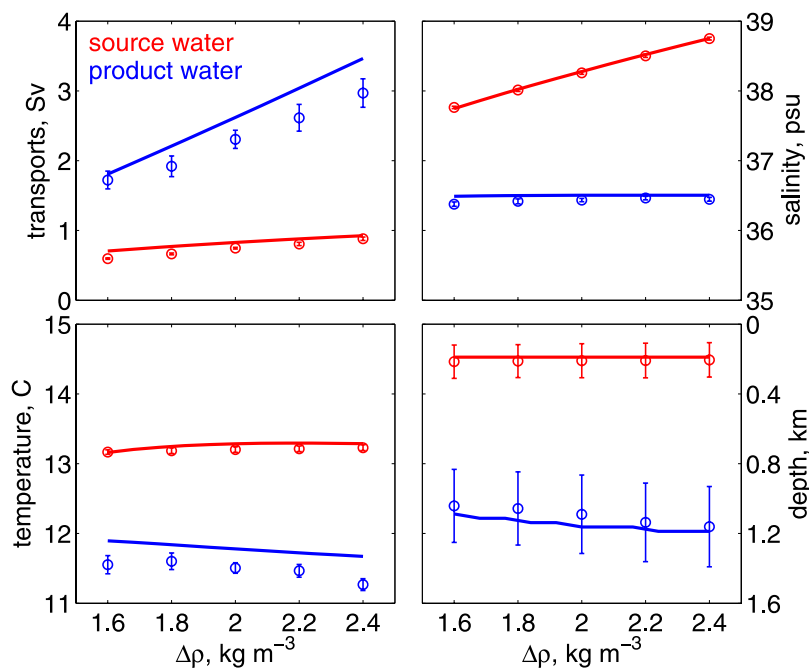 4
3
2
1
0
transports, Sv
source water
product water
39
38
37
36
35
salinity, psu
15
14
13
12
11
temperature, C
1.6 1.8 2 2.2 2.4
Δρ, kg m⁻³
0
0.4
0.8
1.2
1.6
depth, km
1.6 1.8 2 2.2 2.4
Δρ, kg m⁻³